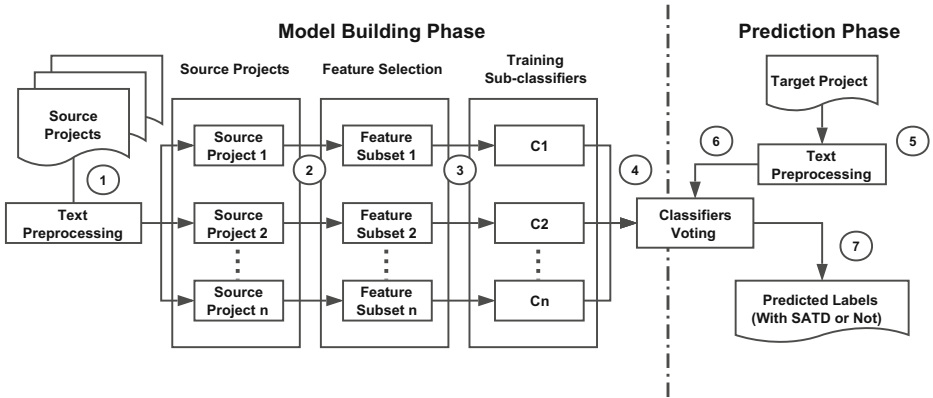 Model Building Phase
Prediction Phase
Source Projects
Feature Selection
Training
Sub-classifiers
Source
Projects
1
Text
Preprocessing
Source
Project 1
Source
Project 2
Source
Project n
2
Feature
Subset 1
Feature
Subset 2
Feature
Subset n
3
C1
C2
Cn
4
Target Project
5
Text
Preprocessing
6
Classifiers
Voting
7
Predicted Labels
(With SATD or Not)